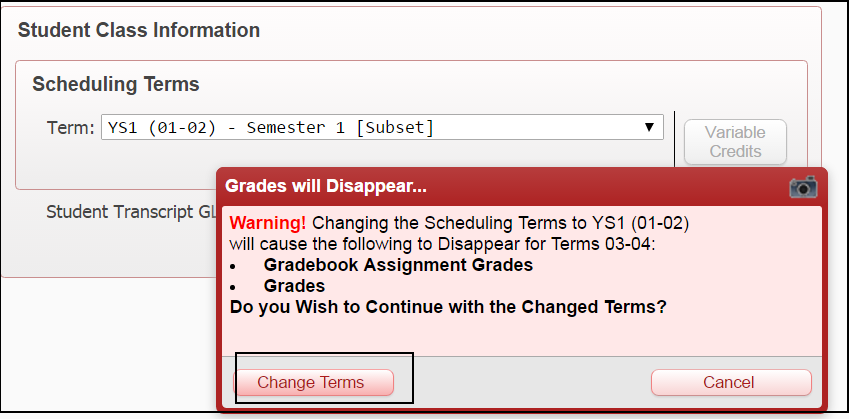 Student Class Information
Scheduling Terms
Term: YS1 (01-02) - Semester 1 [Subset]
Variable
Credits
Student Transcript GL
Grades will Disappear...
Warning! Changing the Scheduling Terms to YS1 (01-02)
will cause the following to Disappear for Terms 03-04:
• Gradebook Assignment Grades
• Grades
Do you Wish to Continue with the Changed Terms?
Change Terms
Cancel